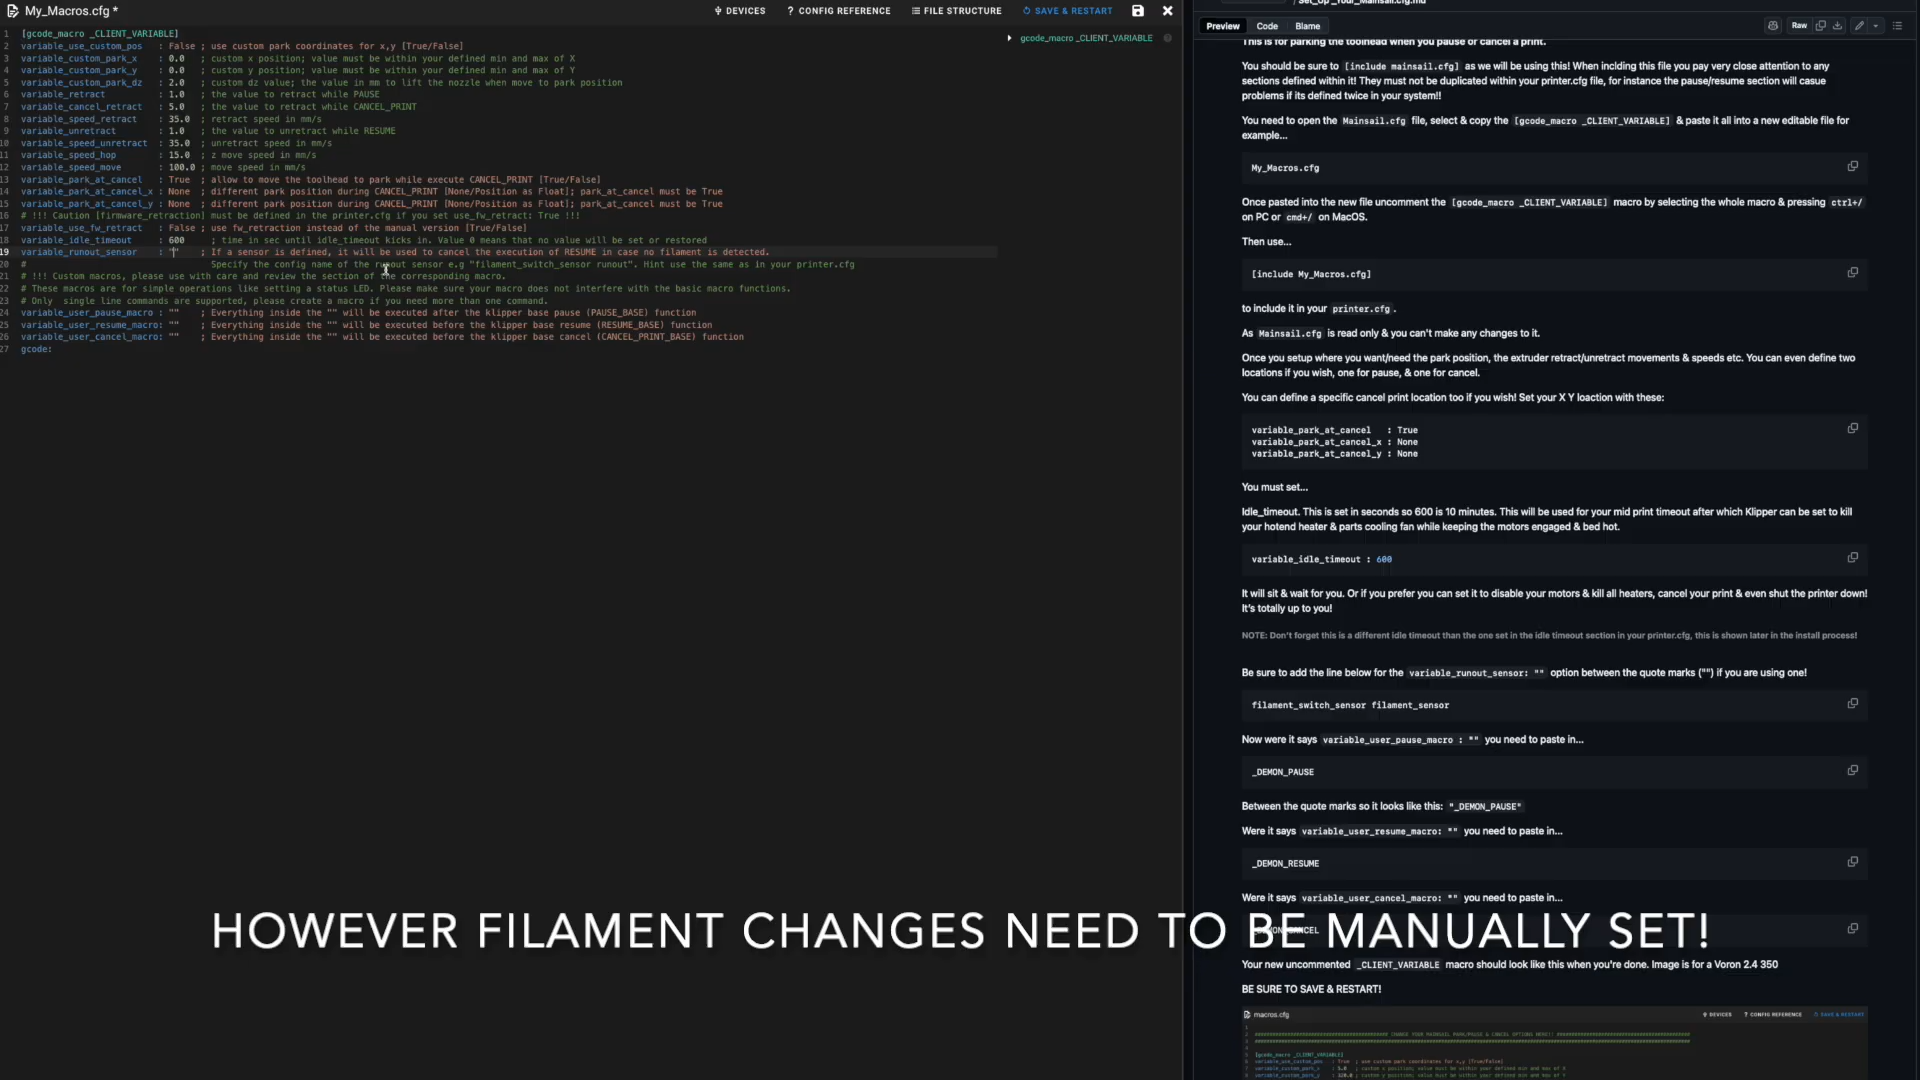 My_Macros.cfg *
DEVICES
? CONFIG REFERENCE
FILE STRUCTURE
SAVE & RESTART
1 [gcode_macro _CLIENT_VARIABLE]
2 variable_use_custom_pos : False ; use custom park coordinates for x,y [True/False]
3 variable_custom_park_x : 0.0 ; custom x position; value must be within your defined min and max of X
4 variable_custom_park_y : 0.0 ; custom y position; value must be within your defined min and max of Y
5 variable_custom_park_dz : 2.0 ; custom dz value; the value in mm to lift the nozzle when move to park position
6 variable_retract : 1.0 ; the value to retract while PAUSE
7 variable_cancel_retract : 5.0 ; the value to retract while CANCEL_PRINT
8 variable_speed_retract : 35.0 ; retract speed in mm/s
9 variable_unretract : 1.0 ; the value to unretract while RESUME
10 variable_speed_unretract : 35.0 ; unretract speed in mm/s
11 variable_speed_hop : 15.0 ; z move speed in mm/s
12 variable_speed_move : 100.0 ; move speed in mm/s
13 variable_park_at_cancel : True ; allow to move the toolhead to park while execute CANCEL_PRINT [True/False]
14 variable_park_at_cancel_x : None ; different park position during CANCEL_PRINT [None/Position as Float]; park_at_cancel must be True
15 variable_park_at_cancel_y : None ; different park position during CANCEL_PRINT [None/Position as Float]; park_at_cancel must be True
16 # !!! Caution [firmware_retraction] must be defined in the printer.cfg if you set use_fw_retract: True !!!
17 variable_use_fw_retract : False ; use fw_retraction instead of the manual version [True/False]
18 variable_idle_timeout : 600 ; time in sec until idle_timeout kicks in. Value 0 means that no value will be set or restored
19 variable_runout_sensor : "" ; If a sensor is defined, it will be used to cancel the execution of RESUME in case no filament is detected.
20 # Specify the config name of the runout sensor e.g "filament_switch_sensor runout". Hint use the same as in your printer.cfg
21 # !!! Custom macros, please use with care and review the section of the corresponding macro.
22 # These macros are for simple operations like setting a status LED. Please make sure your macro does not interfere with the basic macro functions.
23 # Only single line commands are supported, please create a macro if you need more than one command.
24 variable_user_pause_macro : "" ; Everything inside the "" will be executed after the klipper base pause (PAUSE_BASE) function
25 variable_user_resume_macro: "" ; Everything inside the "" will be executed before the klipper base resume (RESUME_BASE) function
26 variable_user_cancel_macro: "" ; Everything inside the "" will be executed before the klipper base cancel (CANCEL_PRINT_BASE) function
27 gcode:
gcode_macro _CLIENT_VARIABLE
Preview
Code
Blame
Raw
This is for parking the toolhead when you pause or cancel a print.
You should be sure to [include mainsail.cfg] as we will be using this! When inclding this file you pay very close attention to any
sections defined within it! They must not be duplicated within your printer.cfg file, for instance the pause/resume section will casue
problems if its defined twice in your system!!
You need to open the Mainsail.cfg file, select & copy the [gcode_macro _CLIENT_VARIABLE] & paste it all into a new editable file for
example...
My_Macros.cfg
Once pasted into the new file uncomment the [gcode_macro _CLIENT_VARIABLE] macro by selecting the whole macro & pressing ctrl+/
on PC or cmd+/ on MacOS.
Then use...
[include My_Macros.cfg]
to include it in your printer.cfg .
As Mainsail.cfg is read only & you can't make any changes to it.
Once you setup where you want/need the park position, the extruder retract/unretract movements & speeds etc. You can even define two
locations if you wish, one for pause, & one for cancel.
You can define a specific cancel print location too if you wish! Set your X Y loaction with these:
variable_park_at_cancel : True
variable_park_at_cancel_x : None
variable_park_at_cancel_y : None
You must set...
Idle_timeout. This is set in seconds so 600 is 10 minutes. This will be used for your mid print timeout after which Klipper can be set to kill
your hotend heater & parts cooling fan while keeping the motors engaged & bed hot.
variable_idle_timeout : 600
It will sit & wait for you. Or if you prefer you can set it to disable your motors & kill all heaters, cancel your print & even shut the printer down!
It's totally up to you!
NOTE: Don't forget this is a different idle timeout than the one set in the idle timeout section in your printer.cfg, this is shown later in the install process!
Be sure to add the line below for the variable_runout_sensor: "" option between the quote marks ("") if you are using one!
filament_switch_sensor filament_sensor
Now were it says variable_user_pause_macro : "" you need to paste in...
_DEMON_PAUSE
Between the quote marks so it looks like this: "_DEMON_PAUSE"
Were it says variable_user_resume_macro: "" you need to paste in...
_DEMON_RESUME
Were it says variable_user_cancel_macro: "" you need to paste in...
HOWEVER FILAMENT CHANGES NEED TO BE MANUALLY SET!
Your new uncommented _CLIENT_VARIABLE macro should look like this when you're done. Image is for a Voron 2.4 350
BE SURE TO SAVE & RESTART!
macros.cfg
DEVICES
? CONFIG REFERENCE
SAVE & RESTART
[gcode_macro _CLIENT_VARIABLE]